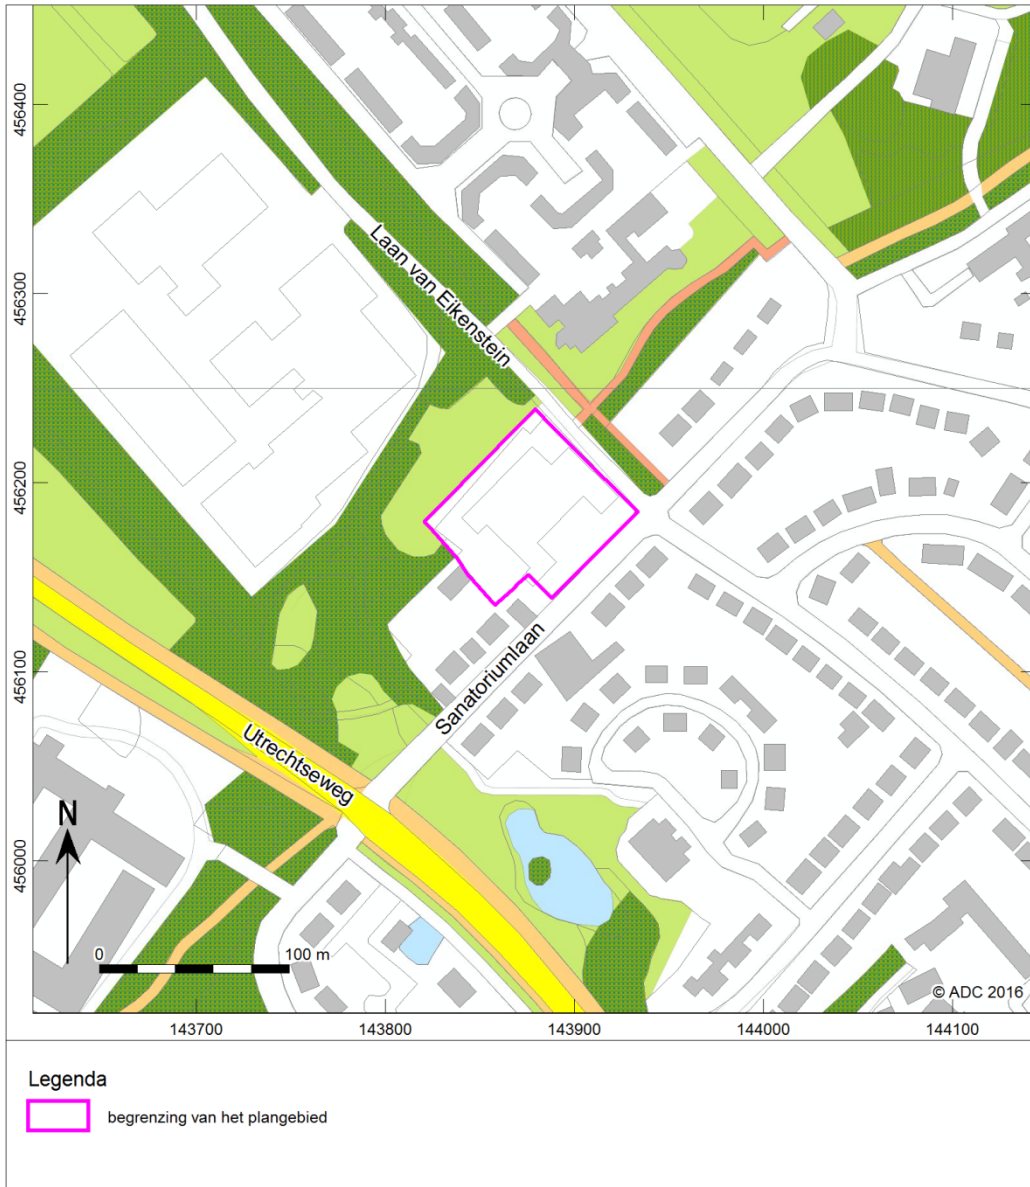 456400
456300
456200
456100
456000
Laan van Eikenstein
Sanatoriumlaan
Utrechtseweg
N
0 100 m
© ADC 2016
143700 143800 143900 144000 144100
Legenda
begrenzing van het plangebied